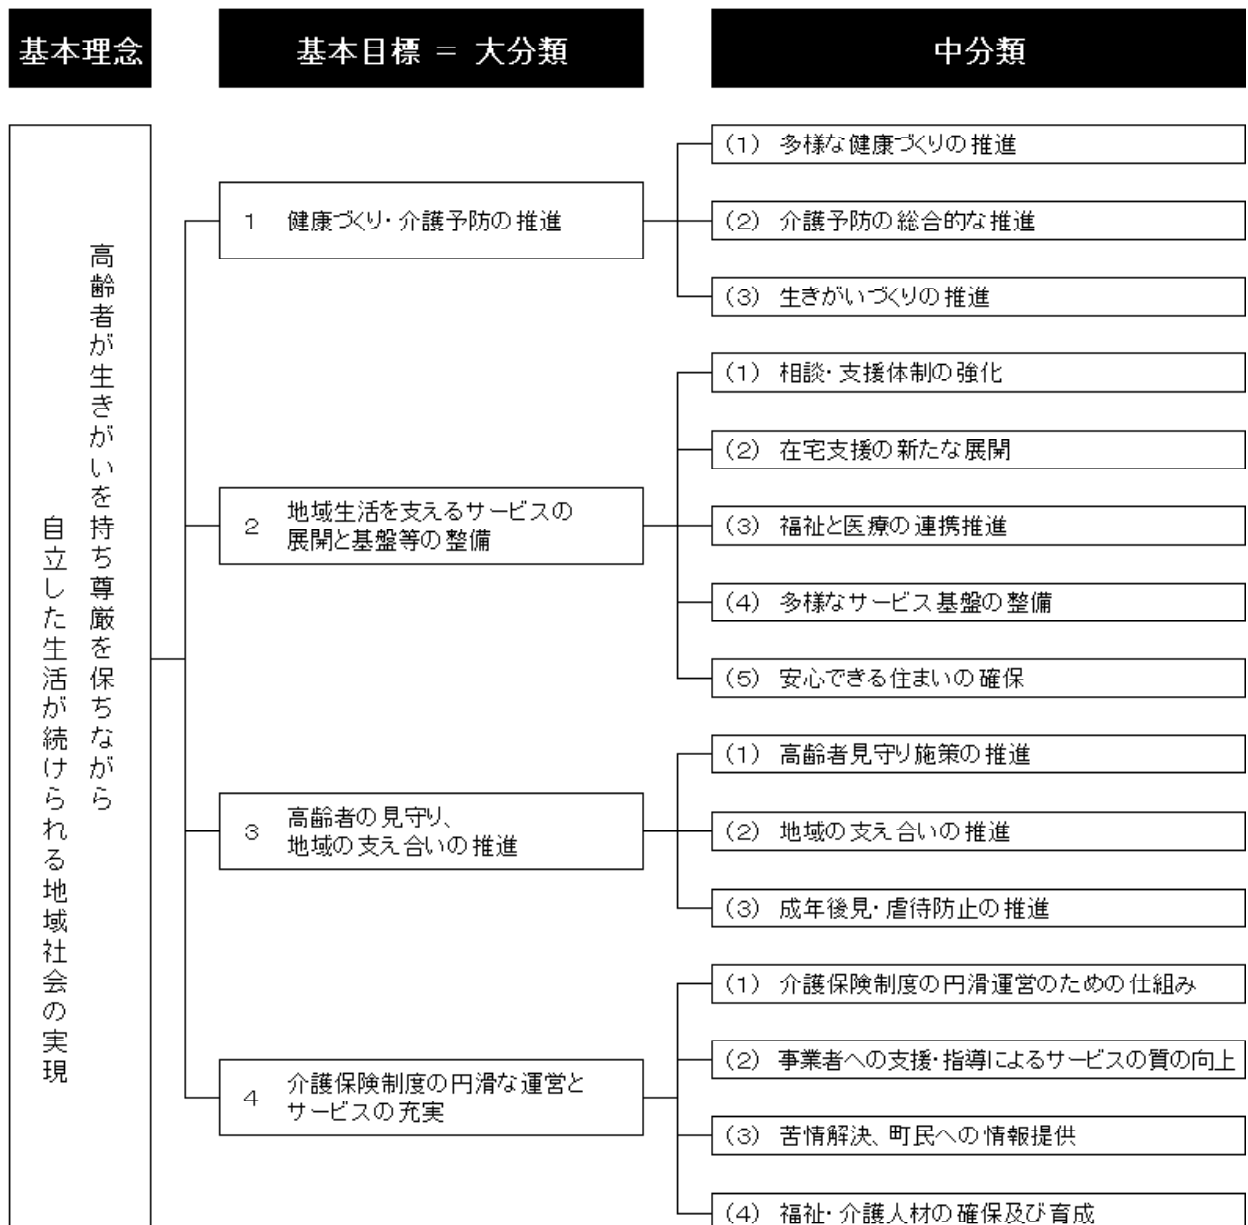 基本理念
基本目標 = 大分類
中分類
高齢者が生きがいを持ち尊厳を保ちながら
自立した生活が続けられる地域社会の実現
1 健康づくり・介護予防の推進
(1) 多様な健康づくりの推進
(2) 介護予防の総合的な推進
(3) 生きがいづくりの推進
2 地域生活を支えるサービスの
展開と基盤等の整備
(1) 相談・支援体制の強化
(2) 在宅支援の新たな展開
(3) 福祉と医療の連携推進
(4) 多様なサービス基盤の整備
(5) 安心できる住まいの確保
3 高齢者の見守り、
地域の支え合いの推進
(1) 高齢者見守り施策の推進
(2) 地域の支え合いの推進
(3) 成年後見・虐待防止の推進
4 介護保険制度の円滑な運営と
サービスの充実
(1) 介護保険制度の円滑運営のための仕組み
(2) 事業者への支援・指導によるサービスの質の向上
(3) 苦情解決、町民への情報提供
(4) 福祉・介護人材の確保及び育成